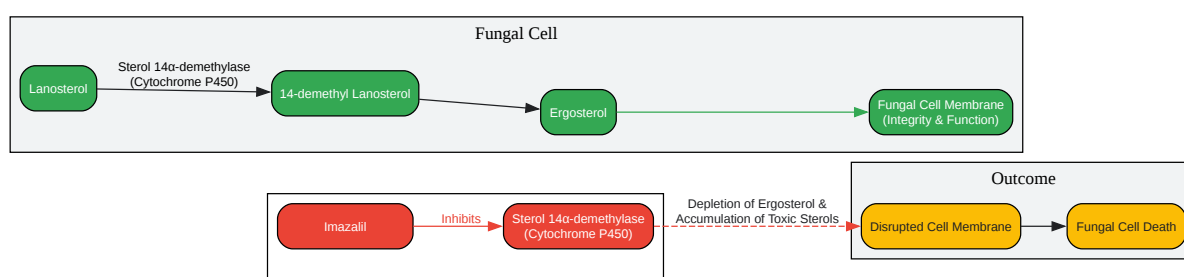 Fungal Cell
Sterol 14α-demethylase
(Cytochrome P450)
Lanosterol
14-demethyl Lanosterol
Ergosterol
Fungal Cell Membrane
(Integrity & Function)
Outcome
Imazalil
Inhibits
Sterol 14α-demethylase
(Cytochrome P450)
Depletion of Ergosterol &
Accumulation of Toxic Sterols
Disrupted Cell Membrane
Fungal Cell Death